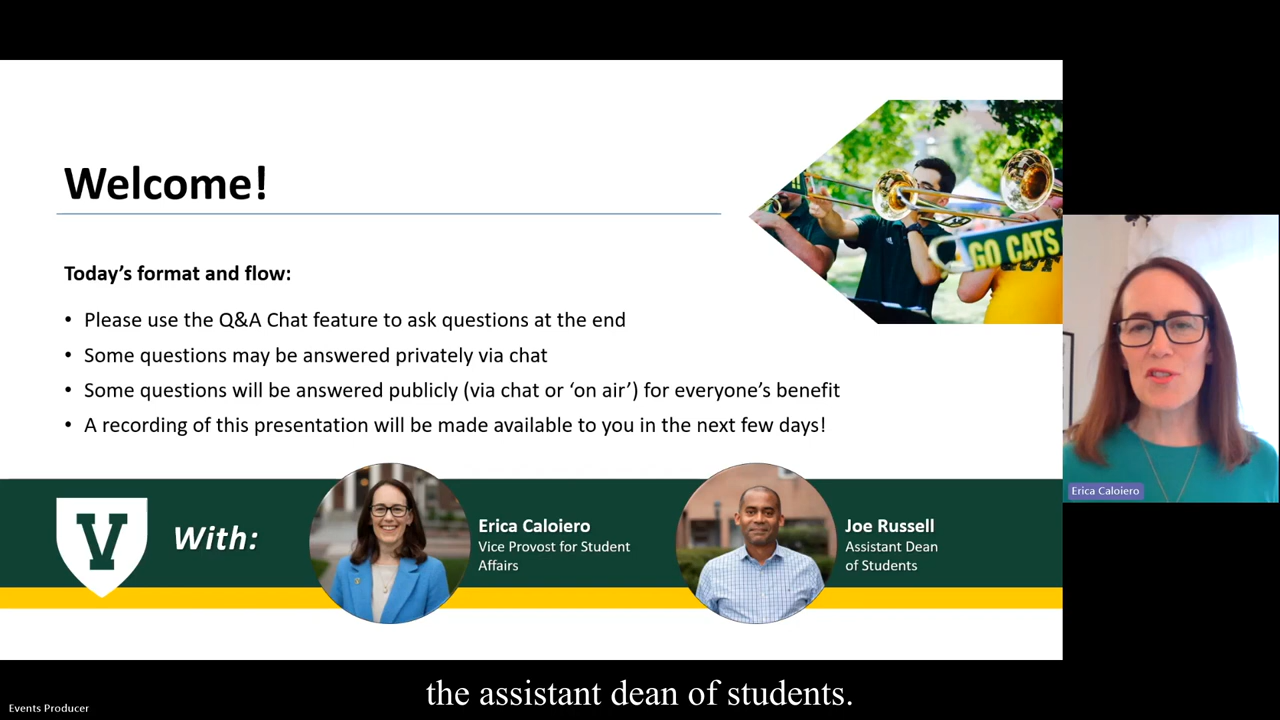 Welcome!
GO CATS
Today's format and flow:
• Please use the Q&A Chat feature to ask questions at the end
• Some questions may be answered privately via chat
• Some questions will be answered publicly (via chat or 'on air') for everyone's benefit
• A recording of this presentation will be made available to you in the next few days!
Erica Caloiero
V
With:
Erica Caloiero
Vice Provost for Student
Affairs
Joe Russell
Assistant Dean
of Students
the assistant dean of students.
Events Producer